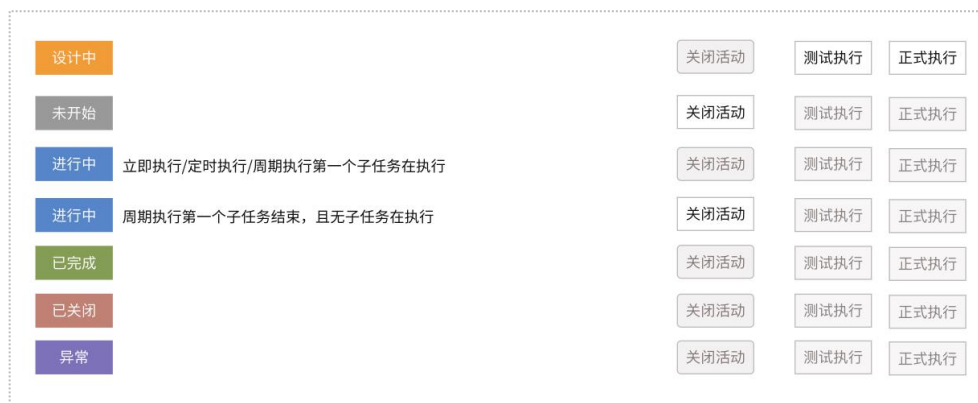 设计中 关闭活动 测试执行 正式执行
未开始 关闭活动 测试执行 正式执行
进行中 立即执行/定时执行/周期执行第一个子任务在执行 关闭活动 测试执行 正式执行
进行中 周期执行第一个子任务结束，且无子任务在执行 关闭活动 测试执行 正式执行
已完成 关闭活动 测试执行 正式执行
已关闭 关闭活动 测试执行 正式执行
异常 关闭活动 测试执行 正式执行